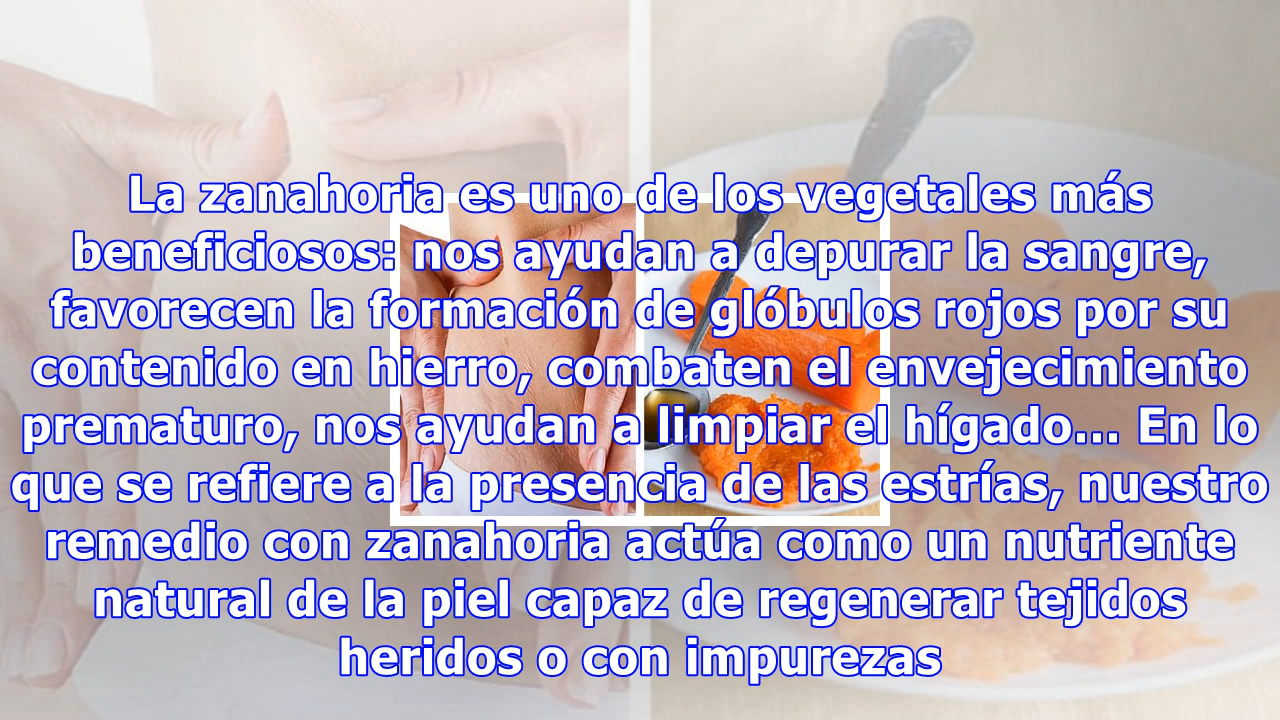 La zanahoria es uno de los vegetales más
beneficiosos: nos ayudan a depurar la sangre,
favorecen la formación de glóbulos rojos por su
contenido en hierro, combaten el envejecimiento
prematuro, nos ayudan a limpiar el hígado... En lo
que se refiere a la presencia de las estrías, nuestro
remedio con zanahoria actúa como un nutriente
natural de la piel capaz de regenerar tejidos
heridos o con impurezas